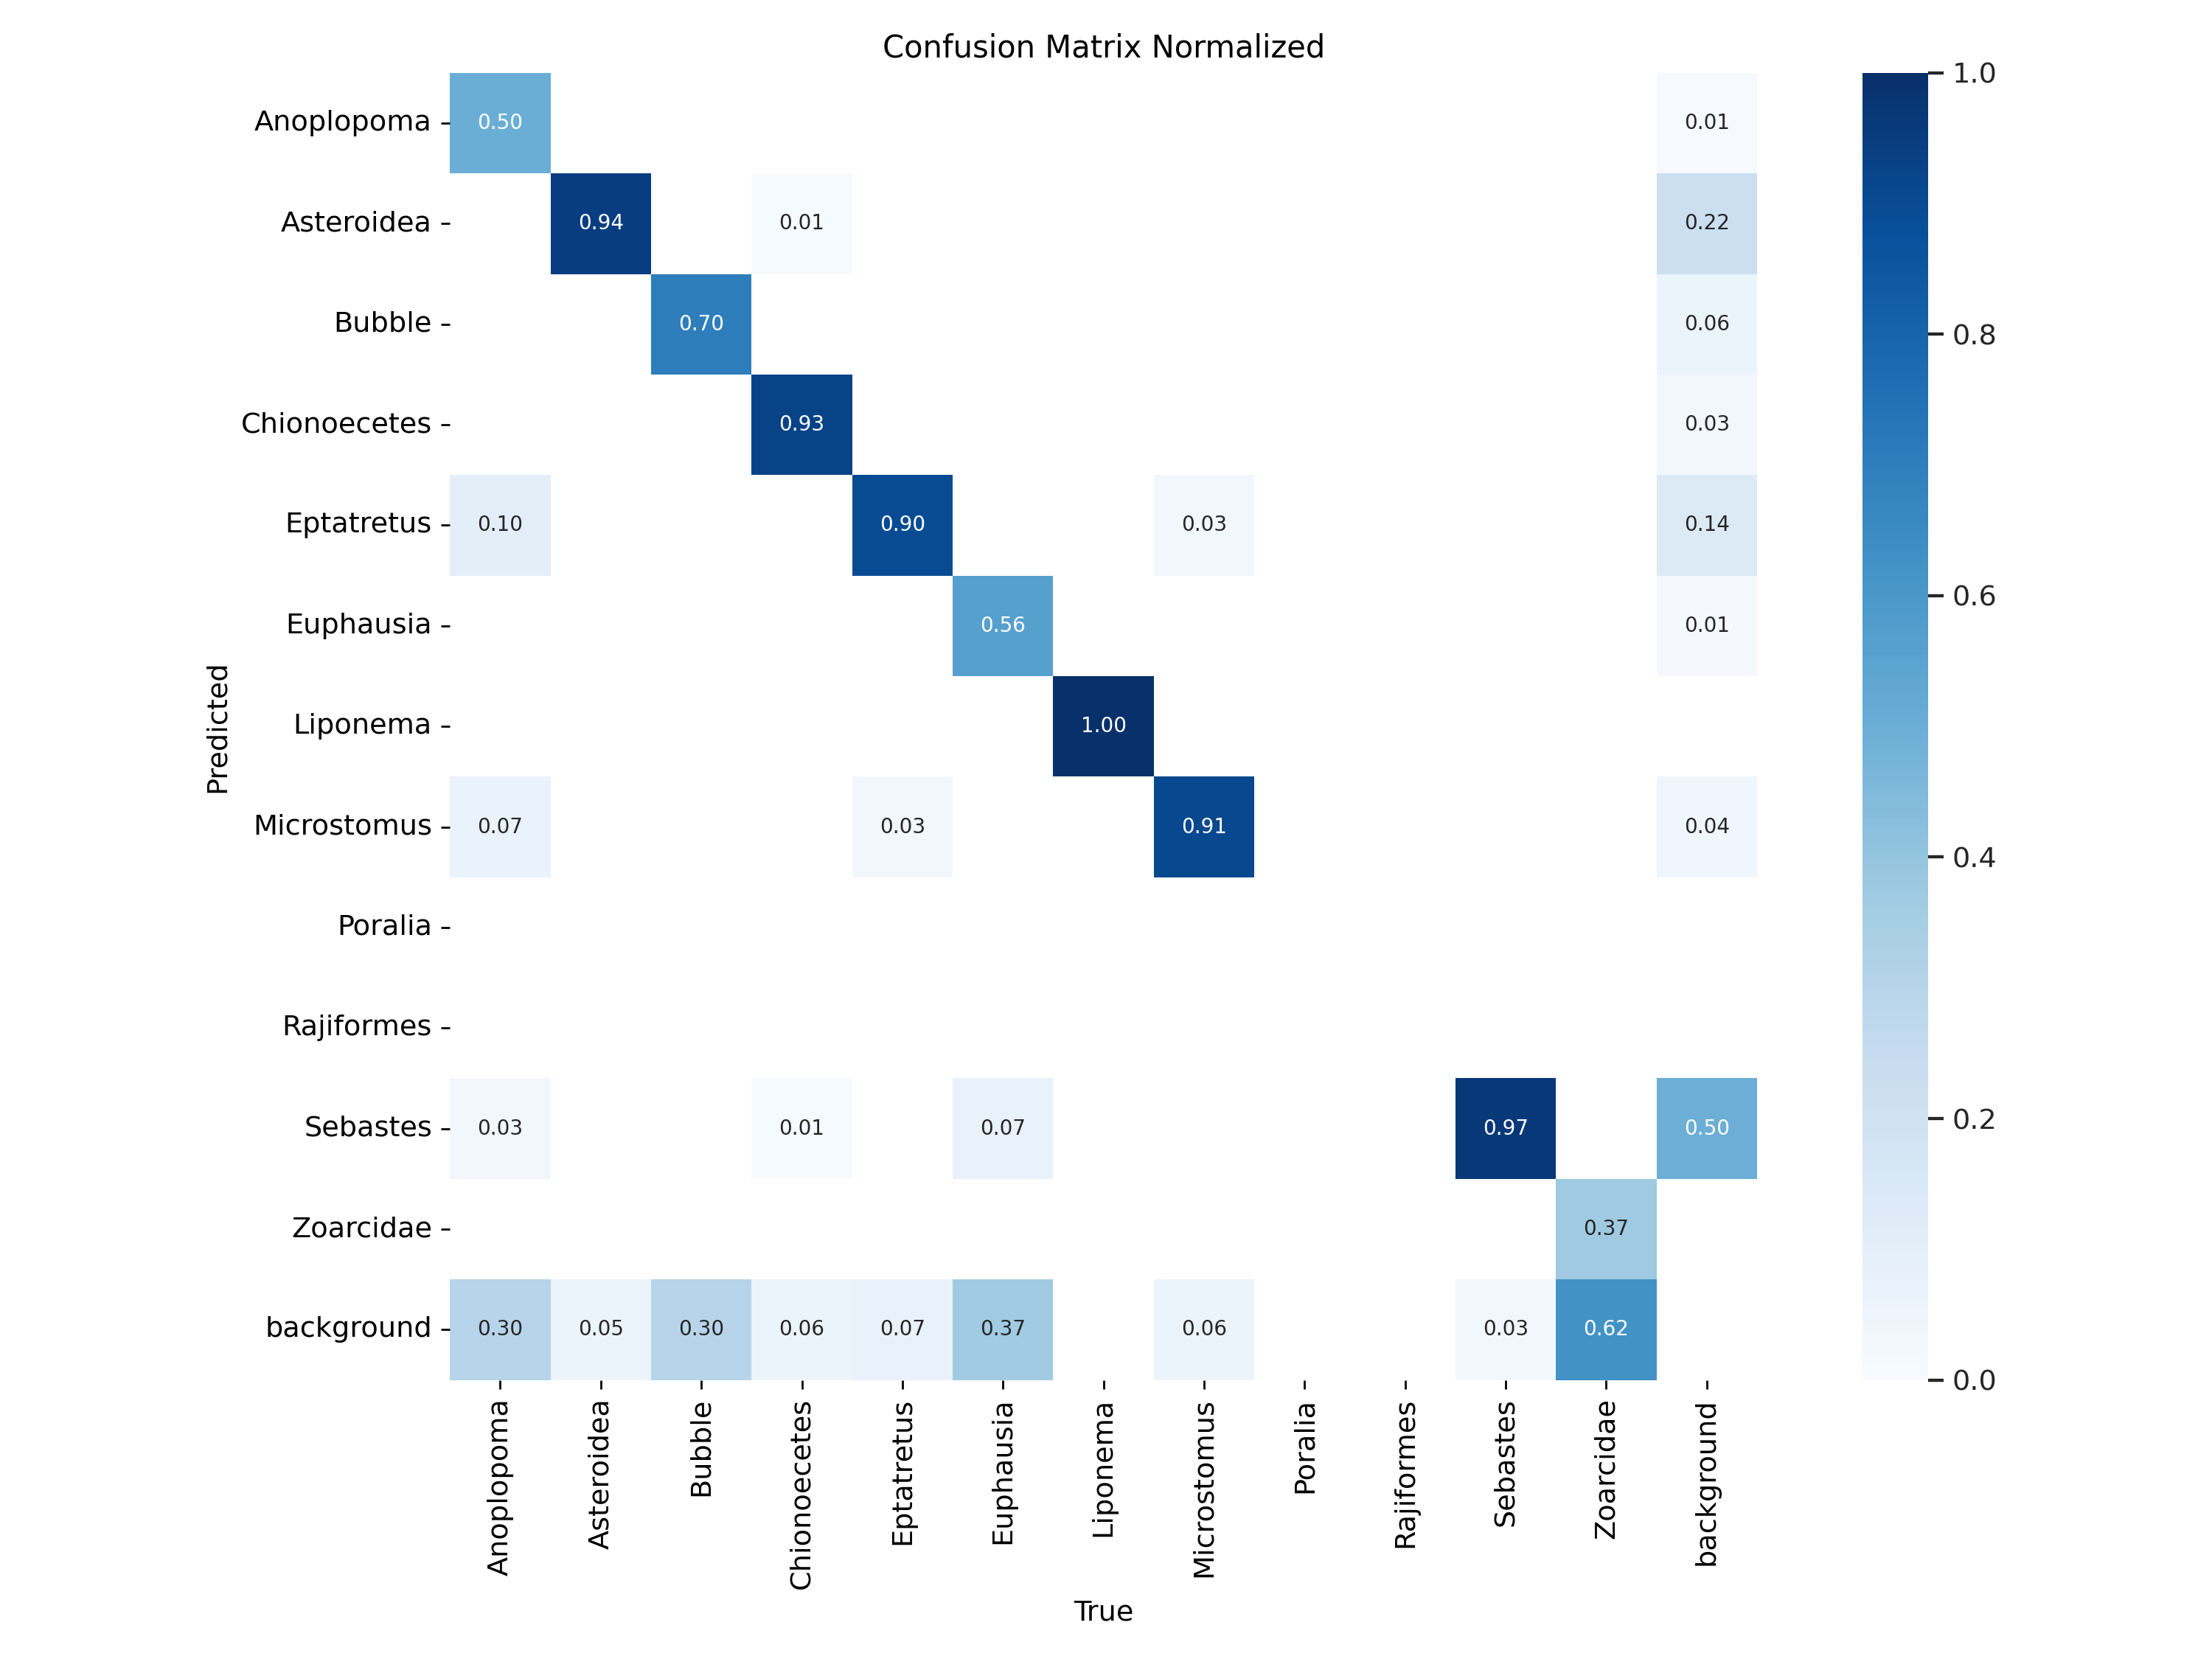 Confusion Matrix Normalized
Anoplopoma 0.50 0.01
Asteroidea 0.94 0.01 0.22
Bubble 0.70 0.06
Chionoecetes 0.93 0.03
Eptatretus 0.10 0.90 0.03 0.14
Euphausia 0.56 0.01
Liponema 1.00
Microstomus 0.07 0.03 0.91 0.04
Poralia
Rajiformes
Sebastes 0.03 0.01 0.07 0.97 0.50
Zoarcidae 0.37
background 0.30 0.05 0.30 0.06 0.07 0.37 0.06 0.03 0.62
Predicted
Anoplopoma Asteroidea Bubble Chionoecetes Eptatretus Euphausia Liponema Microstomus Poralia Rajiformes Sebastes Zoarcidae background
True
1.0
0.8
0.6
0.4
0.2
0.0